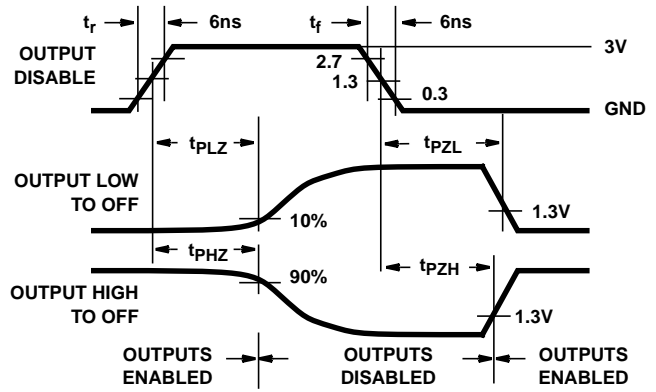 tr 6ns tf 6ns
OUTPUT
DISABLE
3V
2.7
1.3
0.3
GND
tPLZ tPZL
OUTPUT LOW
TO OFF
10%
1.3V
tPHZ tPZH
OUTPUT HIGH
TO OFF
90%
1.3V
OUTPUTS
ENABLED
OUTPUTS
DISABLED
OUTPUTS
ENABLED